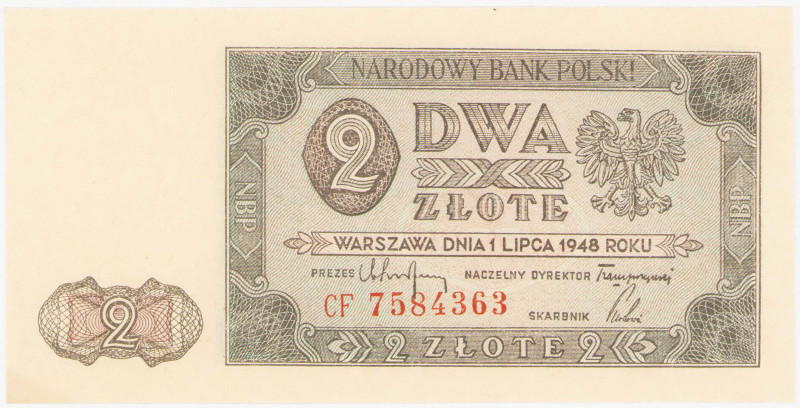 NARODOWY BANK POLSKI
2 DWA
ZŁOTE
NBP
NBP
WARSZAWA DNIA 1 LIPCA 1948 ROKU
PREZES NACZELNY DYREKTOR
CF 7584363
SKARBNIK
2
2 ZŁOTE 2